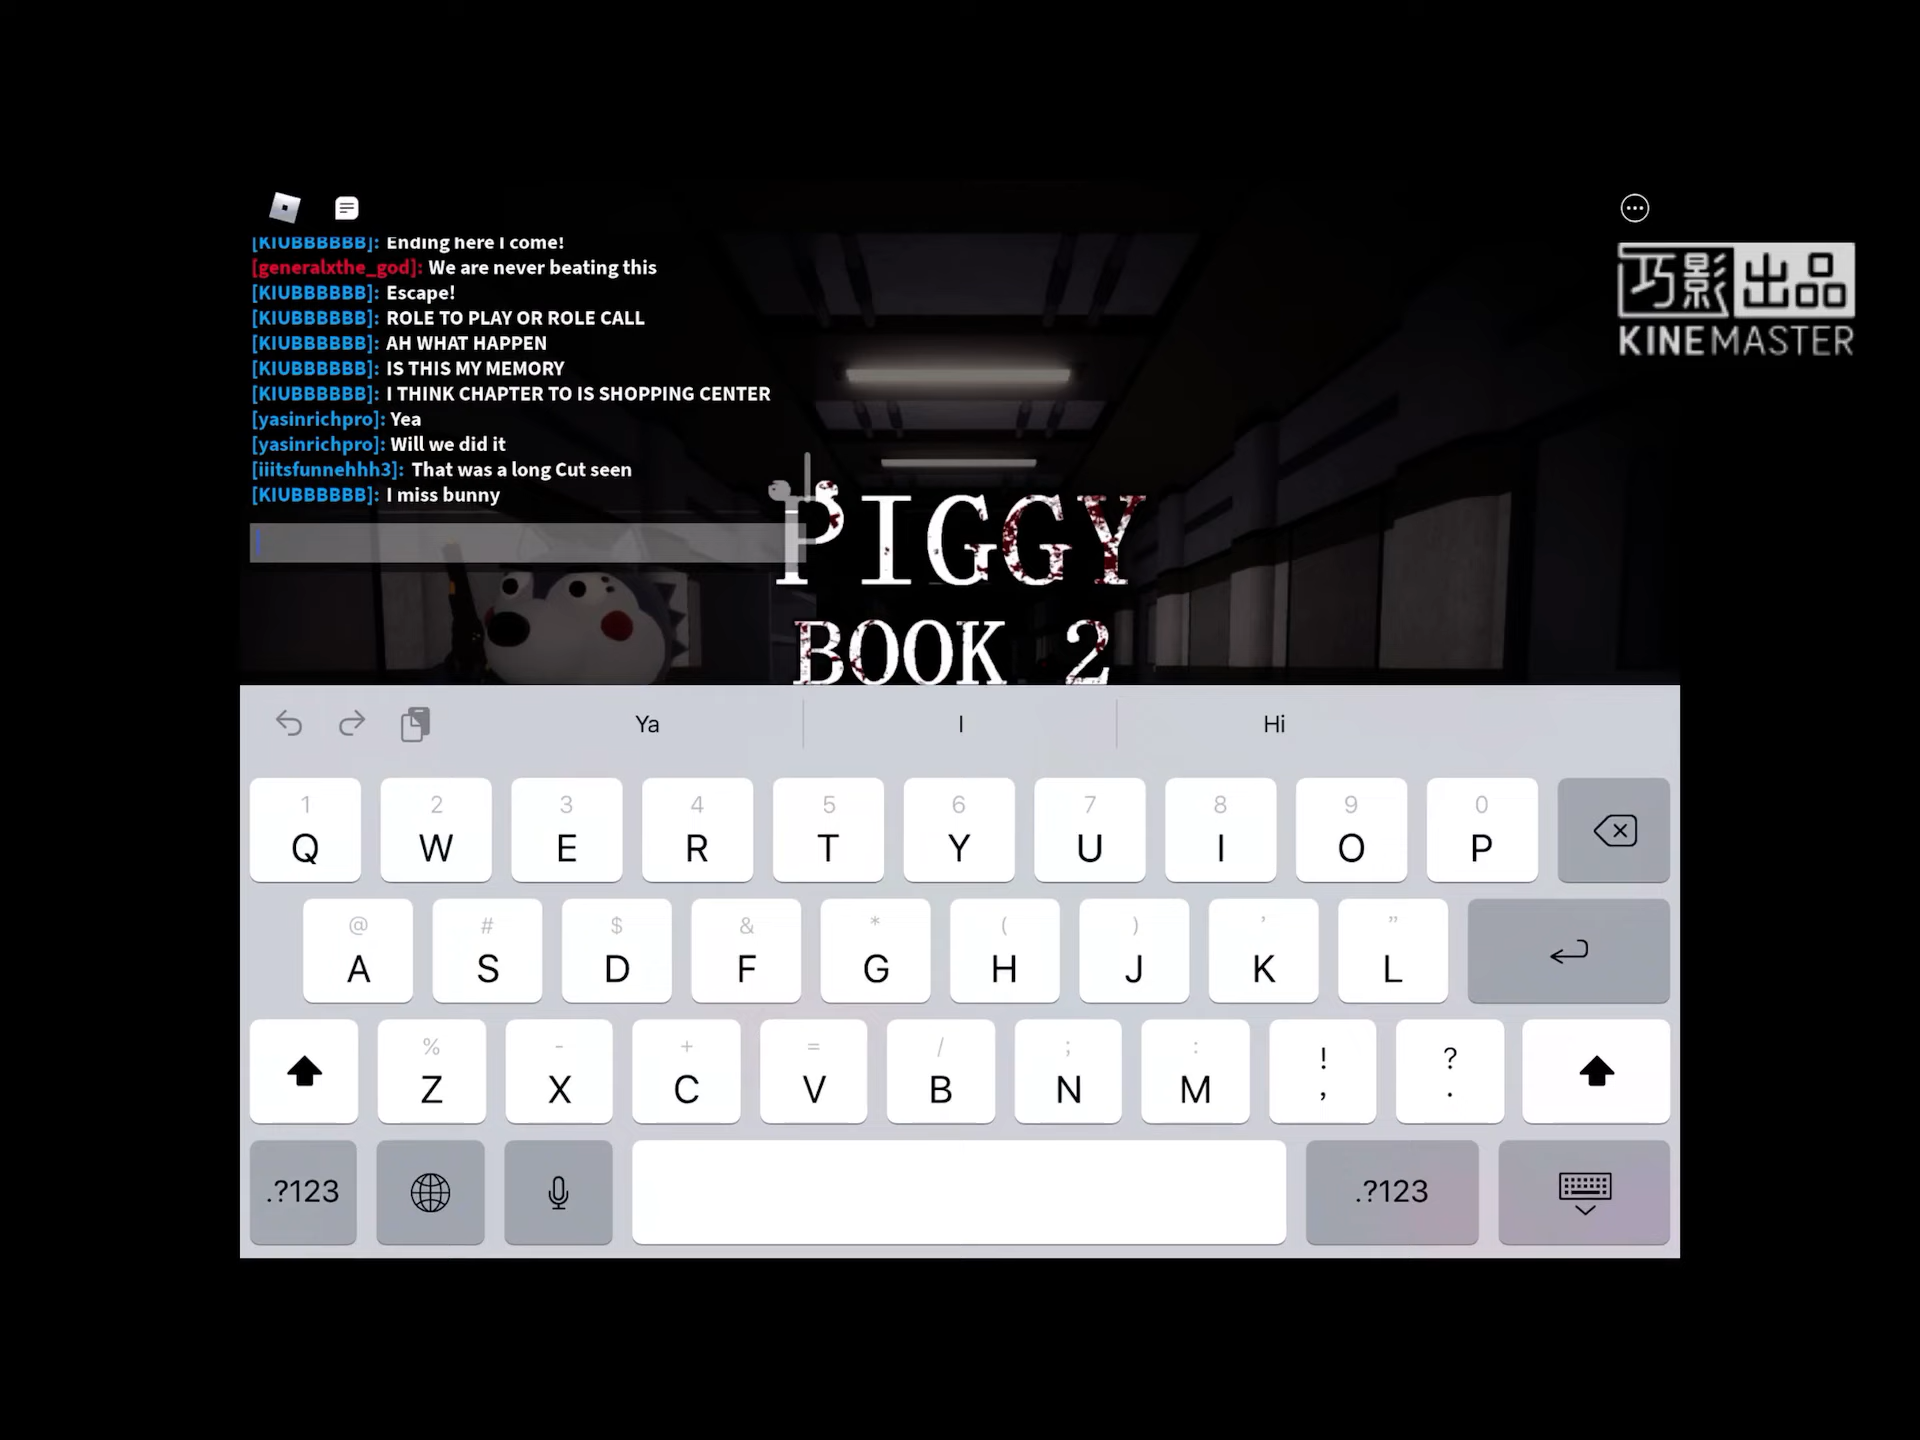 [KIUBBBBBB]: Ending here I come!
[generalxthe_god]: We are never beating this
[KIUBBBBBB]: Escape!
[KIUBBBBBB]: ROLE TO PLAY OR ROLE CALL
[KIUBBBBBB]: AH WHAT HAPPEN
[KIUBBBBBB]: IS THIS MY MEMORY
[KIUBBBBBB]: I THINK CHAPTER TO IS SHOPPING CENTER
[yasinrichpro]: Yea
[yasinrichpro]: Will we did it
[iiitsfunnehhh3]: That was a long Cut seen
[KIUBBBBBB]: I miss bunny
巧影出品
KINEMASTER
PIGGY
BOOK 2
Ya I Hi
1 2 3 4 5 6 7 8 9 0
Q W E R T Y U I O P
@ # $ & * ( ) ' "
A S D F G H J K L
% - + = / ; : ! ?
Z X C V B N M , .
.?123 .?123